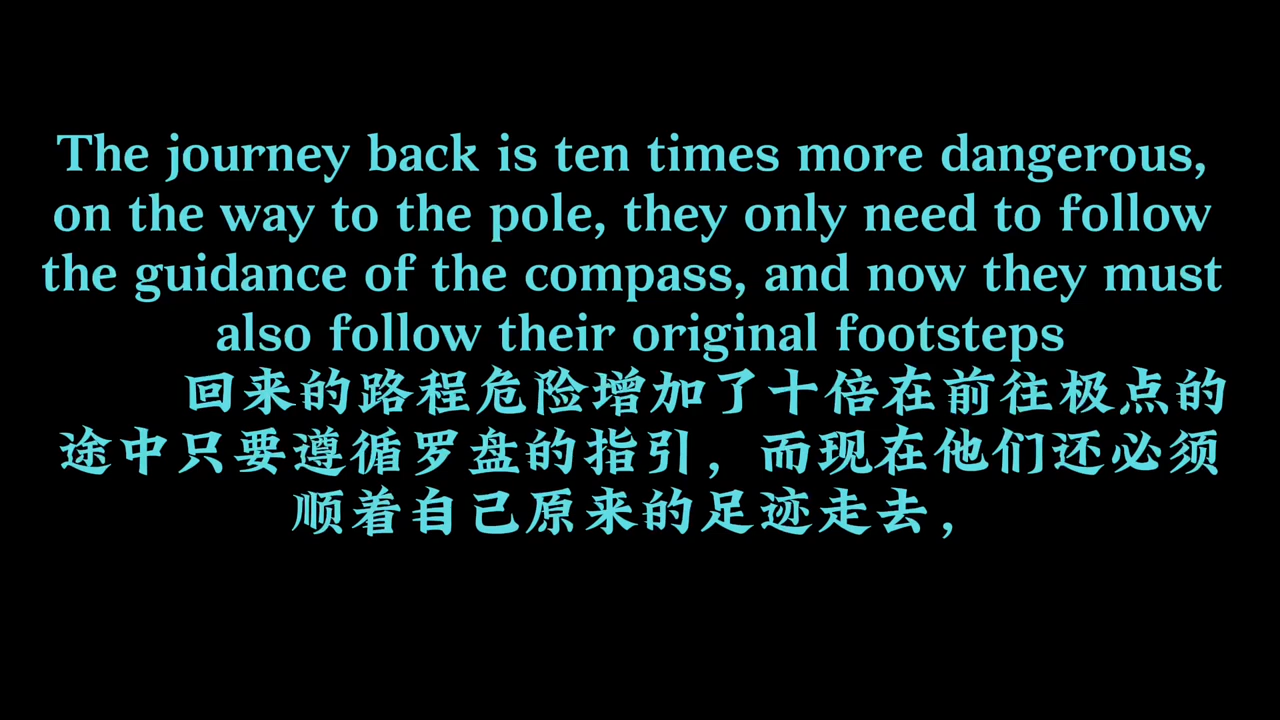 The journey back is ten times more dangerous,
on the way to the pole, they only need to follow
the guidance of the compass, and now they must
also follow their original footsteps
回来的路程危险增加了十倍在前往极点的
途中只要遵循罗盘的指引，而现在他们还必须
顺着自己原来的足迹走去，